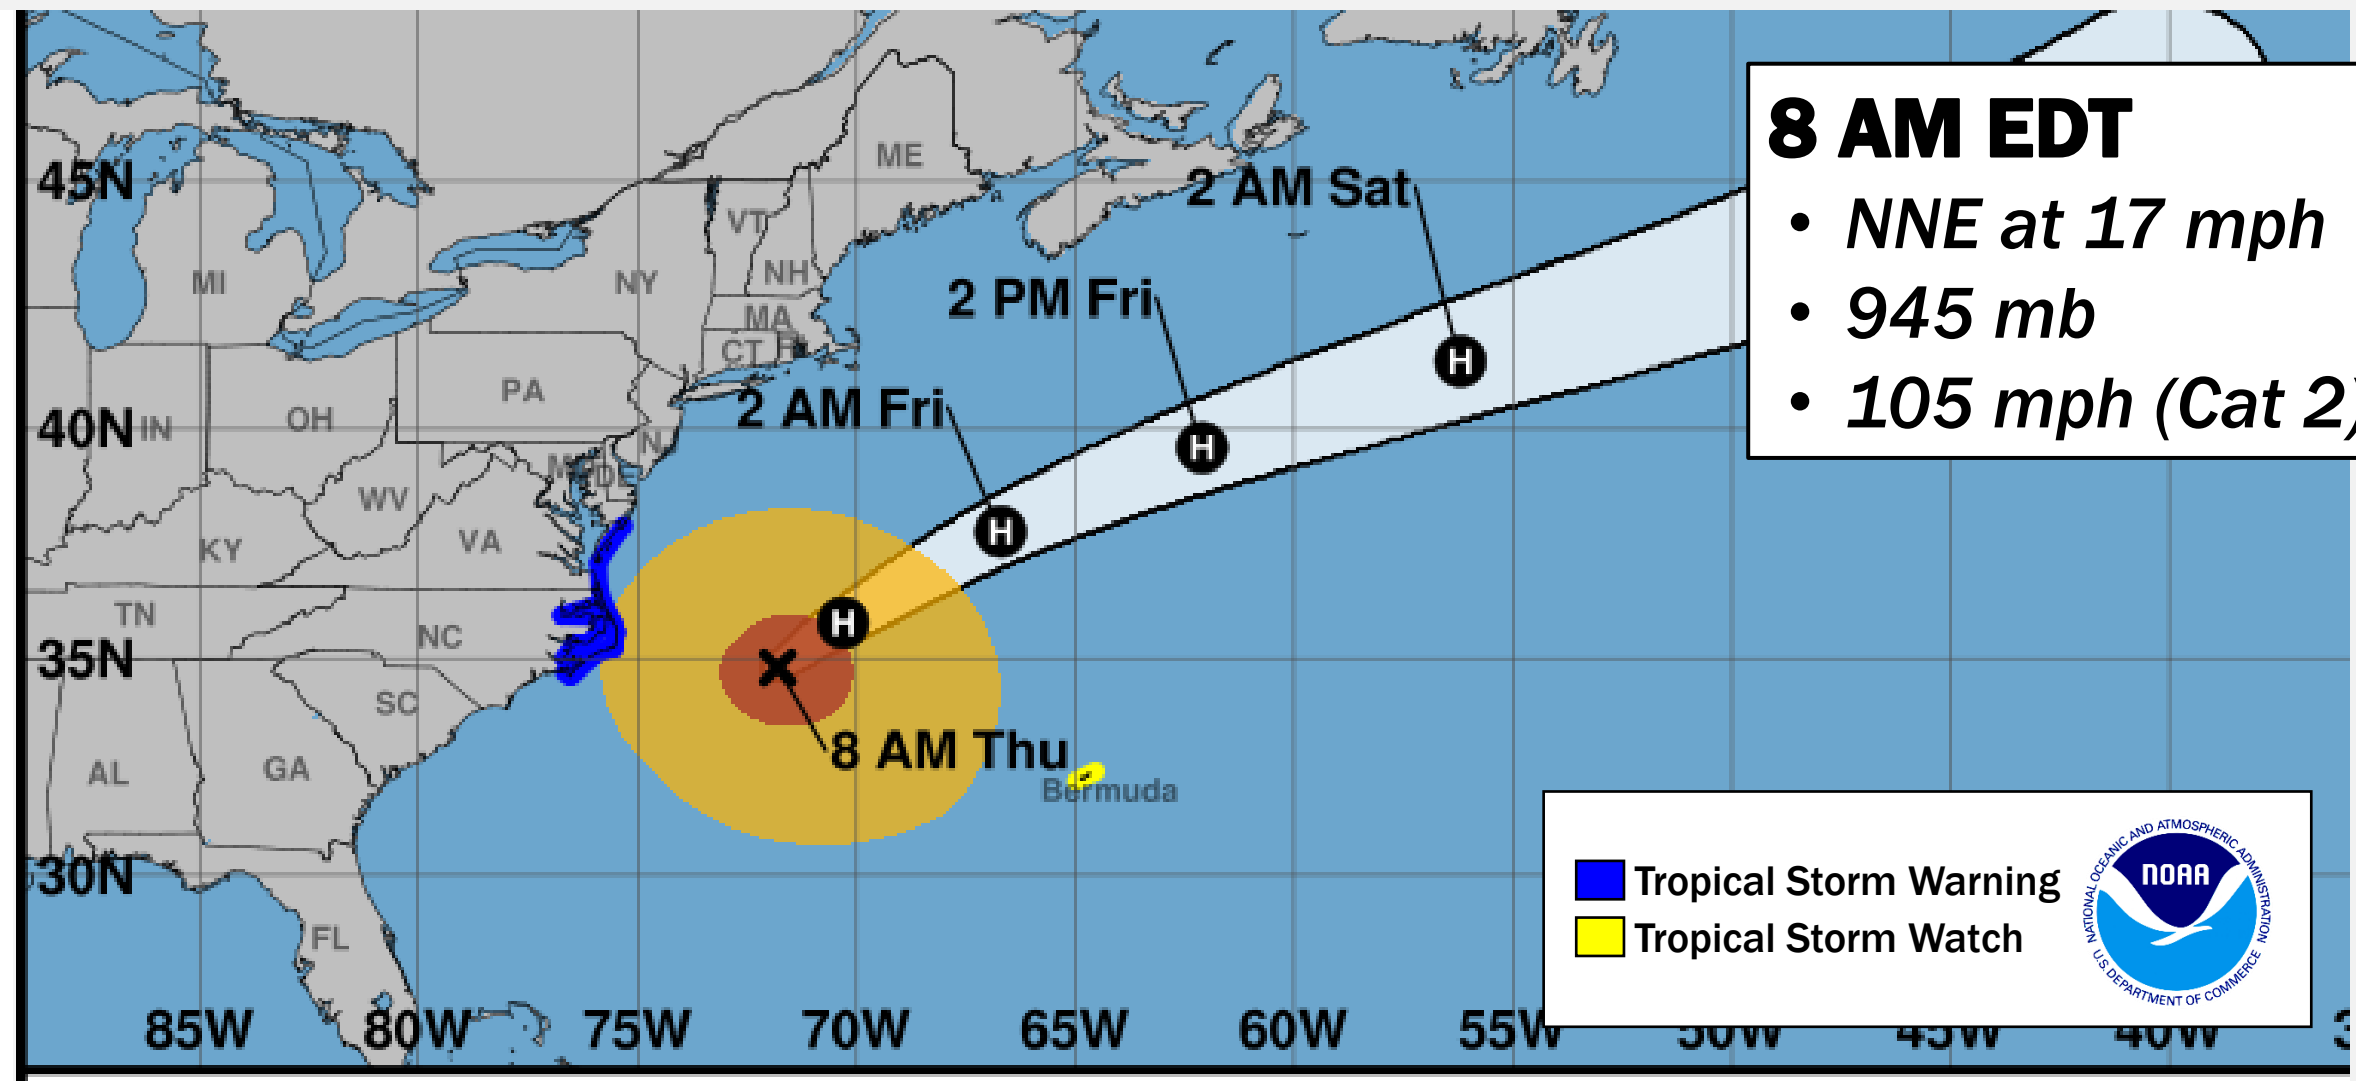 8 AM EDT
• NNE at 17 mph
• 945 mb
• 105 mph (Cat 2)
2 AM Sat
2 PM Fri
2 AM Fri
8 AM Thu
H
H
H
H
45N
40N
35N
30N
85W
80W
75W
70W
65W
60W
55W
50W
45W
40W
ME
VT
NH
MI
NY
MA
CT
PA
OH
IN
WV
VA
KY
TN
NC
SC
AL
GA
FL
Bermuda
Tropical Storm Warning
Tropical Storm Watch
NATIONAL OCEANIC AND ATMOSPHERIC ADMINISTRATION
NOAA
U.S. DEPARTMENT OF COMMERCE